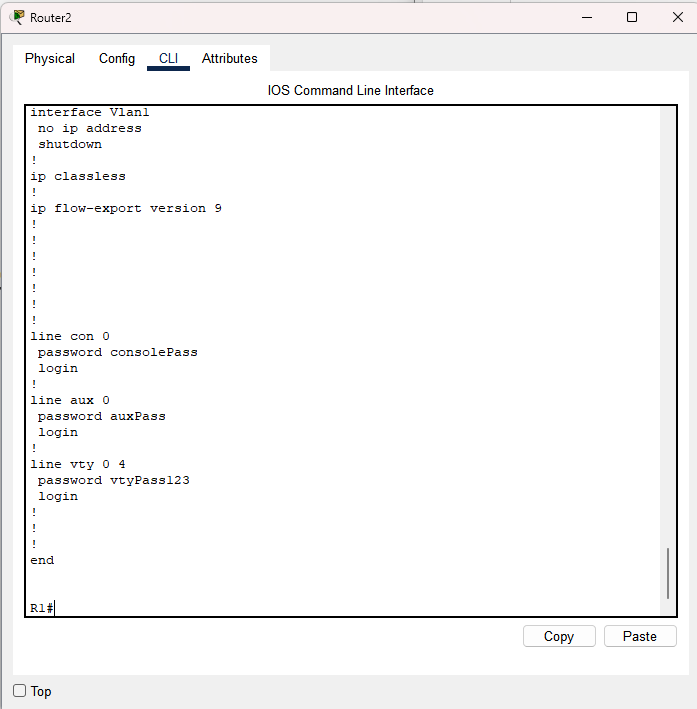 Router2
Physical Config CLI Attributes
IOS Command Line Interface
interface Vlan1
no ip address
shutdown
!
ip classless
!
ip flow-export version 9
!
!
!
!
!
!
!
line con 0
password consolePass
login
!
line aux 0
password auxPass
login
!
line vty 0 4
password vtyPass123
login
!
!
!
end
R1#
Copy Paste
Top